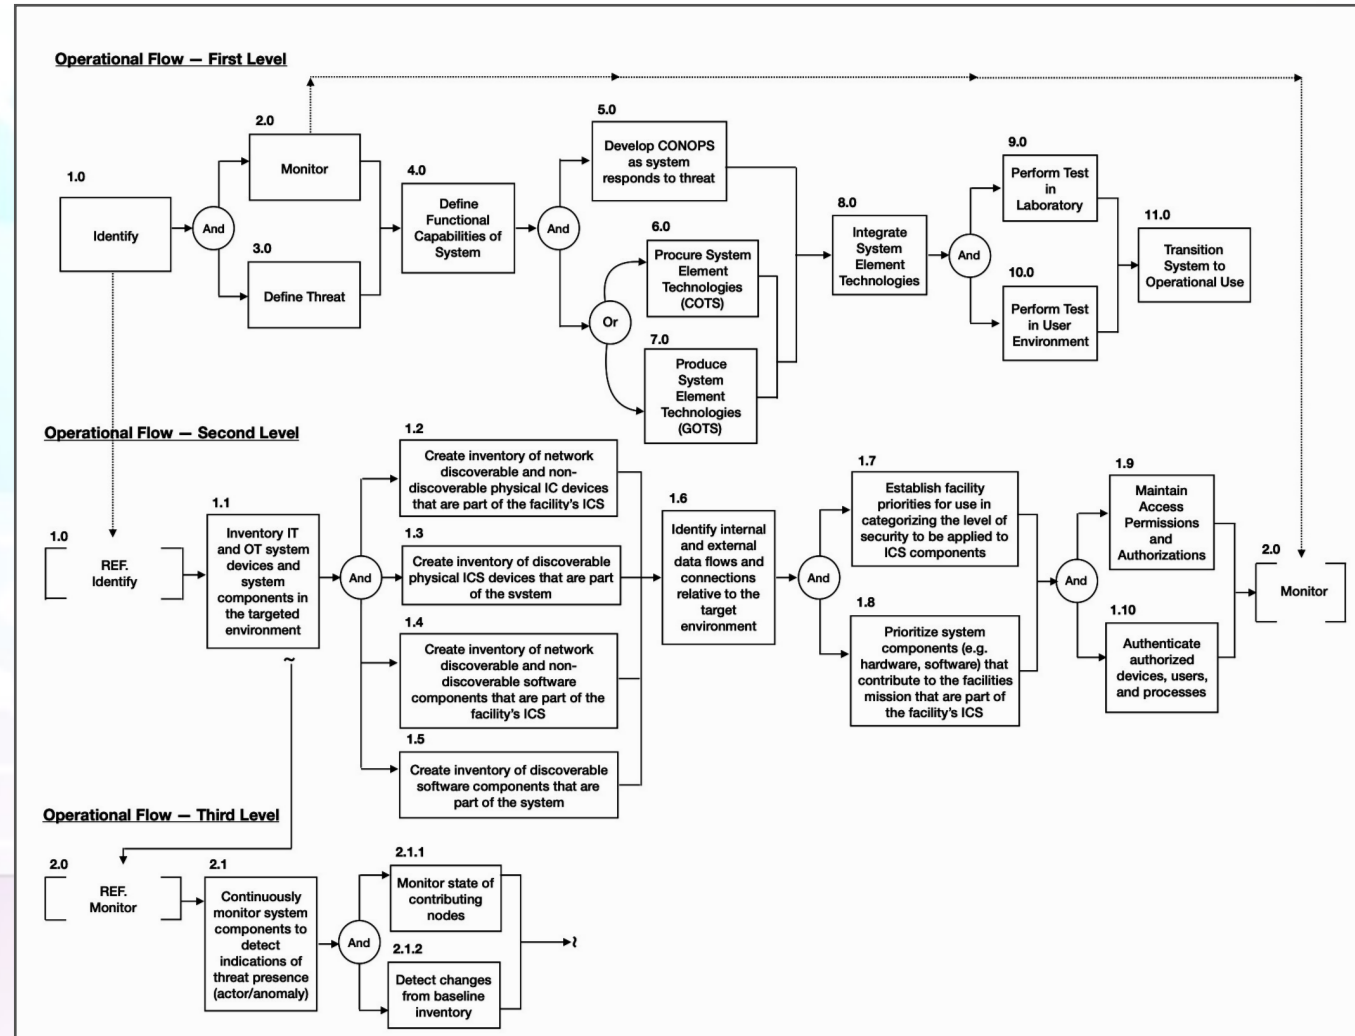 Operational Flow — First Level
1.0
Identify
And
2.0
Monitor
3.0
Define Threat
4.0
Define
Functional
Capabilities of
System
And
5.0
Develop CONOPS
as system
responds to threat
Or
6.0
Procure System
Element
Technologies
(COTS)
7.0
Produce
System
Element
Technologies
(GOTS)
8.0
Integrate
System
Element
Technologies
And
9.0
Perform Test
in
Laboratory
10.0
Perform Test
in User
Environment
11.0
Transition
System to
Operational Use
Operational Flow — Second Level
1.0
REF.
Identify
1.1
Inventory IT
and OT system
devices and
system
components in
the targeted
environment
~
And
1.2
Create inventory of network
discoverable and non-
discoverable physical IC devices
that are part of the facility's ICS
1.3
Create inventory of discoverable
physical ICS devices that are part
of the system
1.4
Create inventory of network
discoverable and non-
discoverable software
components that are part of the
facility's ICS
1.5
Create inventory of discoverable
software components that are
part of the system
1.6
Identify internal
and external
data flows and
connections
relative to the
target
environment
And
1.7
Establish facility
priorities for use in
categorizing the level of
security to be applied to
ICS components
1.8
Prioritize system
components (e.g.
hardware, software) that
contribute to the facilities
mission that are part of
the facility's ICS
And
1.9
Maintain
Access
Permissions
and
Authorizations
1.10
Authenticate
authorized
devices, users,
and processes
2.0
Monitor
Operational Flow — Third Level
2.0
REF.
Monitor
2.1
Continuously
monitor system
components to
detect
indications of
threat presence
(actor/anomaly)
And
2.1.1
Monitor state of
contributing
nodes
2.1.2
Detect changes
from baseline
inventory
~